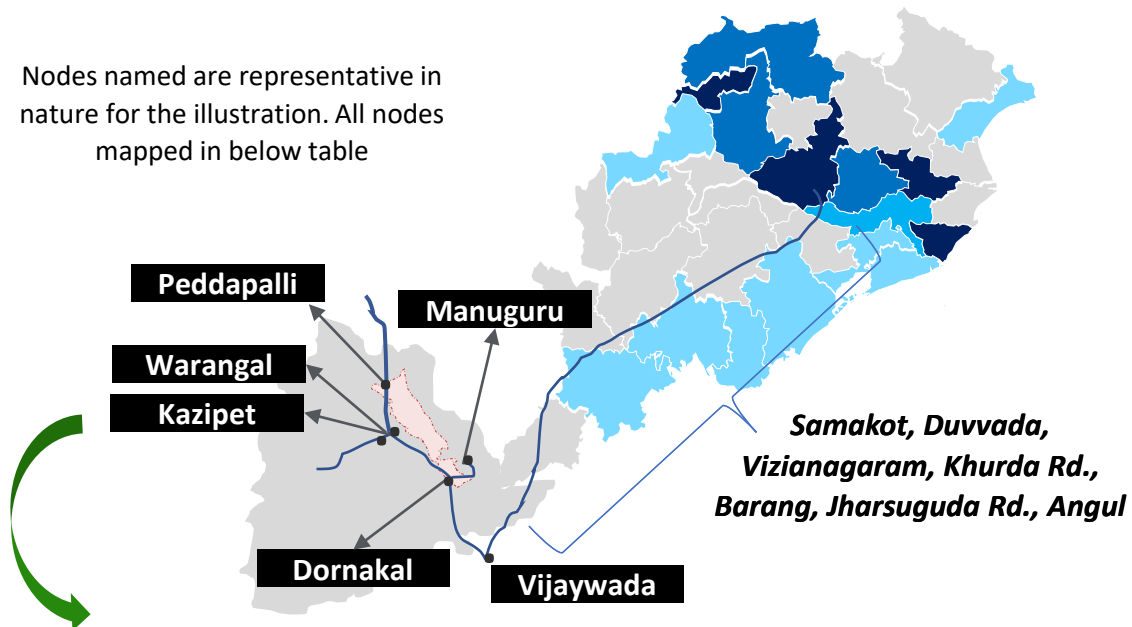 Nodes named are representative in
nature for the illustration. All nodes
mapped in below table
Peddapalli
Manuguru
Warangal
Kazipet
Samakot, Duvvada,
Vizianagaram, Khurda Rd.,
Barang, Jharsuguda Rd., Angul
Dornakal
Vijaywada